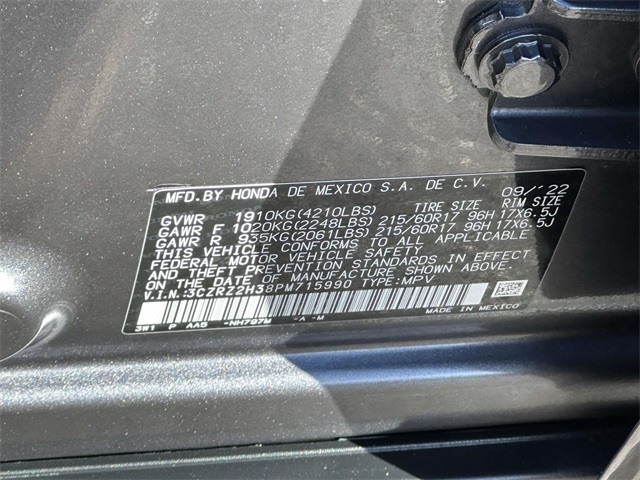 MFD.BY HONDA DE MEXICO S.A. DE C.V. 09/'22
TIRE SIZE RIM SIZE
GVWR 1910KG(4210LBS)
GAWR F 1020KG(2248LBS) 215/60R17 96H 17X6.5J
GAWR R 935KG(2061LBS) 215/60R17 96H 17X6.5J
THIS VEHICLE CONFORMS TO ALL APPLICABLE
FEDERAL MOTOR VEHICLE SAFETY
AND THEFT PREVENTION STANDARDS IN EFFECT
ON THE DATE OF MANUFACTURE SHOWN ABOVE.
V.I.N.:3CZRZ2H38PM715990 TYPE:MPV
3W1 P AA5 -NH797M -A -M
MADE IN MEXICO